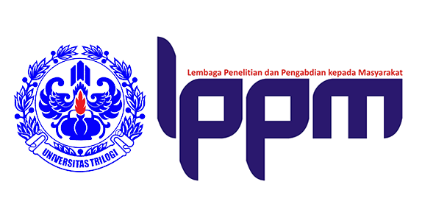 Lembaga Penelitian dan Pengabdian kepada Masyarakat
lppm
UNIVERSITAS TRILOGI